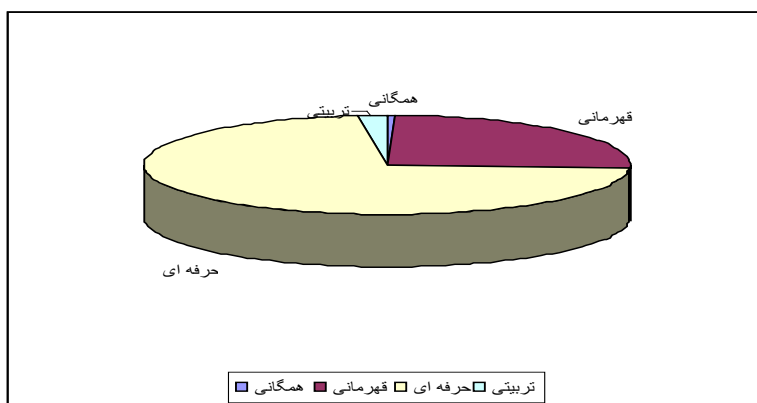 همگانی
تربیتی
قهرمانی
حرفه ای
همگانی قهرمانی حرفه ای تربیتی